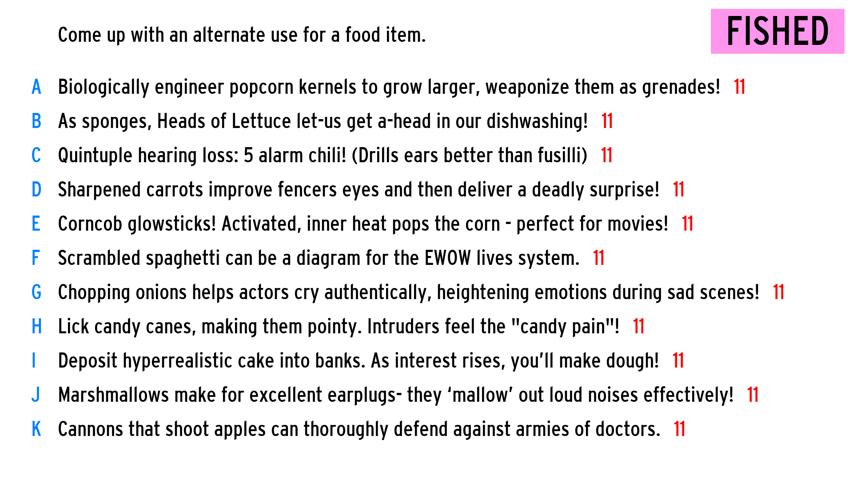 Come up with an alternate use for a food item.
FISHED
A Biologically engineer popcorn kernels to grow larger, weaponize them as grenades! 11
B As sponges, Heads of Lettuce let-us get a-head in our dishwashing! 11
C Quintuple hearing loss: 5 alarm chili! (Drills ears better than fusilli) 11
D Sharpened carrots improve fencers eyes and then deliver a deadly surprise! 11
E Corncob glowsticks! Activated, inner heat pops the corn - perfect for movies! 11
F Scrambled spaghetti can be a diagram for the EWOW lives system. 11
G Chopping onions helps actors cry authentically, heightening emotions during sad scenes! 11
H Lick candy canes, making them pointy. Intruders feel the "candy pain"! 11
I Deposit hyperrealistic cake into banks. As interest rises, you’ll make dough! 11
J Marshmallows make for excellent earplugs- they ‘mallow’ out loud noises effectively! 11
K Cannons that shoot apples can thoroughly defend against armies of doctors. 11